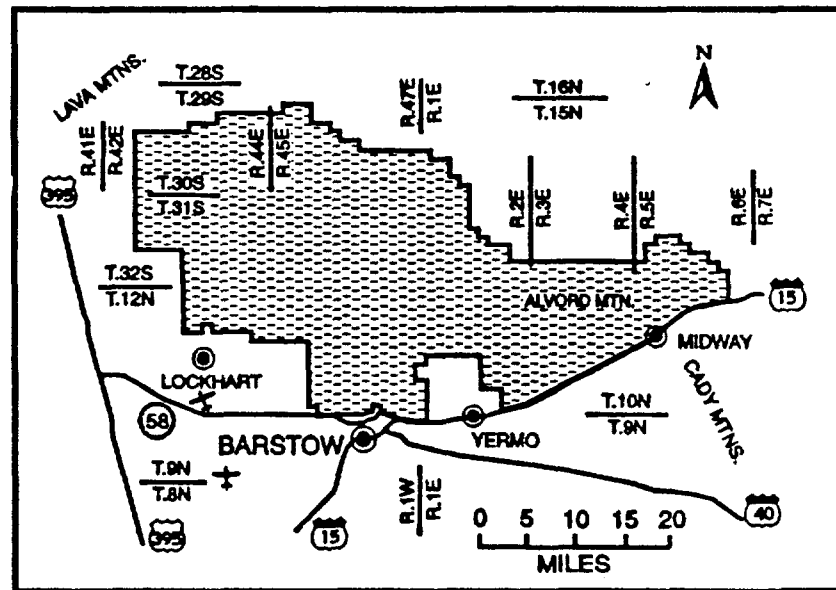 LAVA MTNS.
T.28S
T.29S
R.47E
R.1E
T.16N
T.15N
N
R.41E
R.42E
R.44E
R.45E
395
T.30S
T.31S
R.2E
R.3E
R.4E
R.5E
R.6E
R.7E
T.32S
T.12N
ALVORD MTN.
15
MIDWAY
LOCKHART
CADY MTNS.
58
BARSTOW
YERMO
T.10N
T.9N
T.9N
T.8N
R.1W
R.1E
395
15
40
0 5 10 15 20
MILES